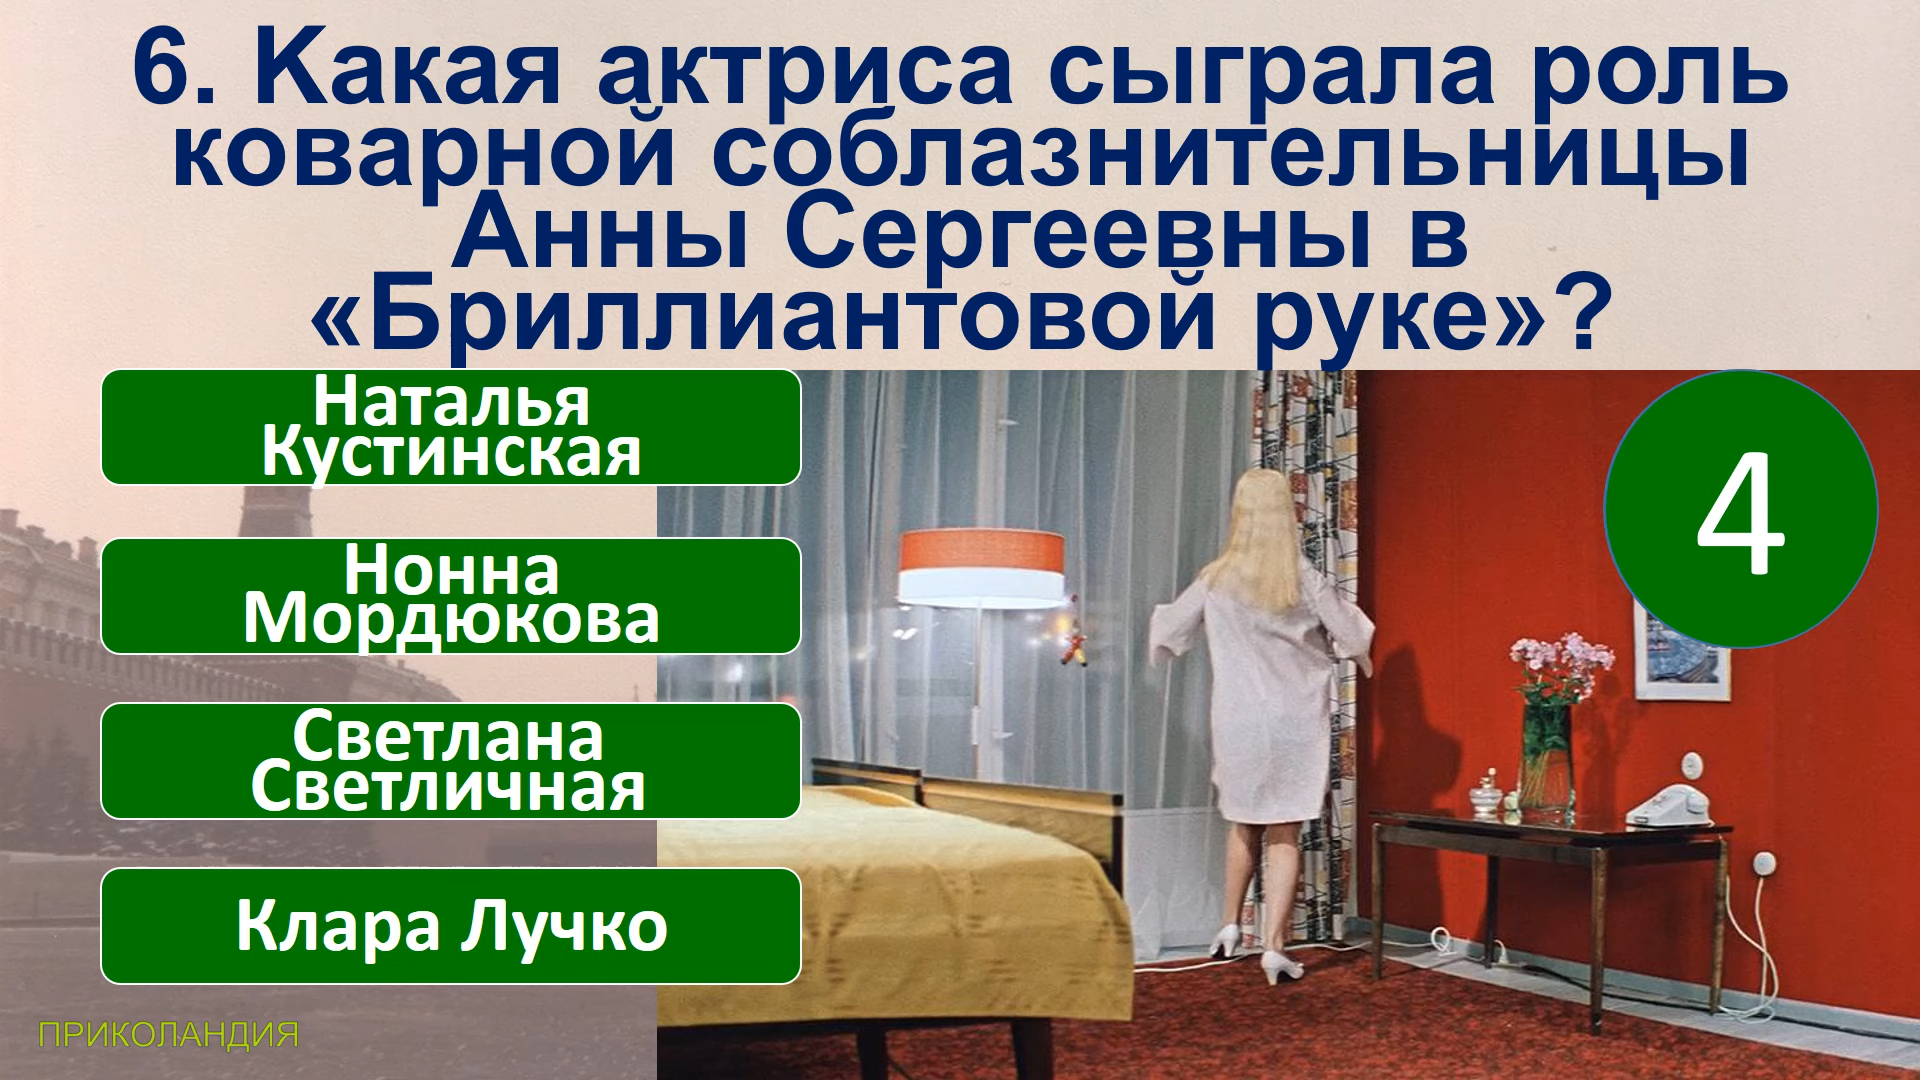 6. Какая актриса сыграла роль
коварной соблазнительницы
Анны Сергеевны в
«Бриллиантовой руке»?
Наталья
Кустинская
4
Нонна
Мордюкова
Светлана
Светличная
Клара Лучко
ПРИКОЛАНДИЯ